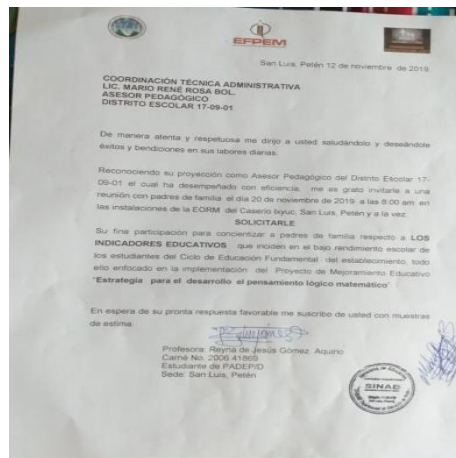 EFPEM
San Luis, Petén 12 de noviembre de 2019.
COORDINACIÓN TÉCNICA ADMINISTRATIVA
LIC. MARIO RENÉ ROSA BOL.
ASESOR PEDAGÓGICO
DISTRITO ESCOLAR 17-09-01
De manera atenta y respetuosa me dirijo a usted saludándolo y deseándole
éxitos y bendiciones en sus labores diarias:
Reconociendo su proyección como Asesor Pedagógico del Distrito Escolar 17-
09-01 el cual ha desempeñado con eficiencia, me es grato invitarle a una
reunión con padres de familia el día 20 de noviembre de 2019 a las 8:00 am en
las instalaciones de la EORM del Caserío Ixyuc, San Luis, Petén y a la vez:
SOLICITARLE
Su fina participación para concientizar a padres de familia respecto a LOS
INDICADORES EDUCATIVOS que inciden en el bajo rendimiento escolar de
los estudiantes del Ciclo de Educación Fundamental del establecimiento, todo
ello enfocado en la implementación del Proyecto de Mejoramiento Educativo
"Estrategia para el desarrollo el pensamiento lógico matemático"
En espera de su pronta respuesta favorable me suscribo de usted con muestras
de estima.
Profesora: Reyna de Jesús Gómez Aquino
Carné No. 2006 41869
Estudiante de PADEP/D
Sede: San Luis, Petén
SINAE